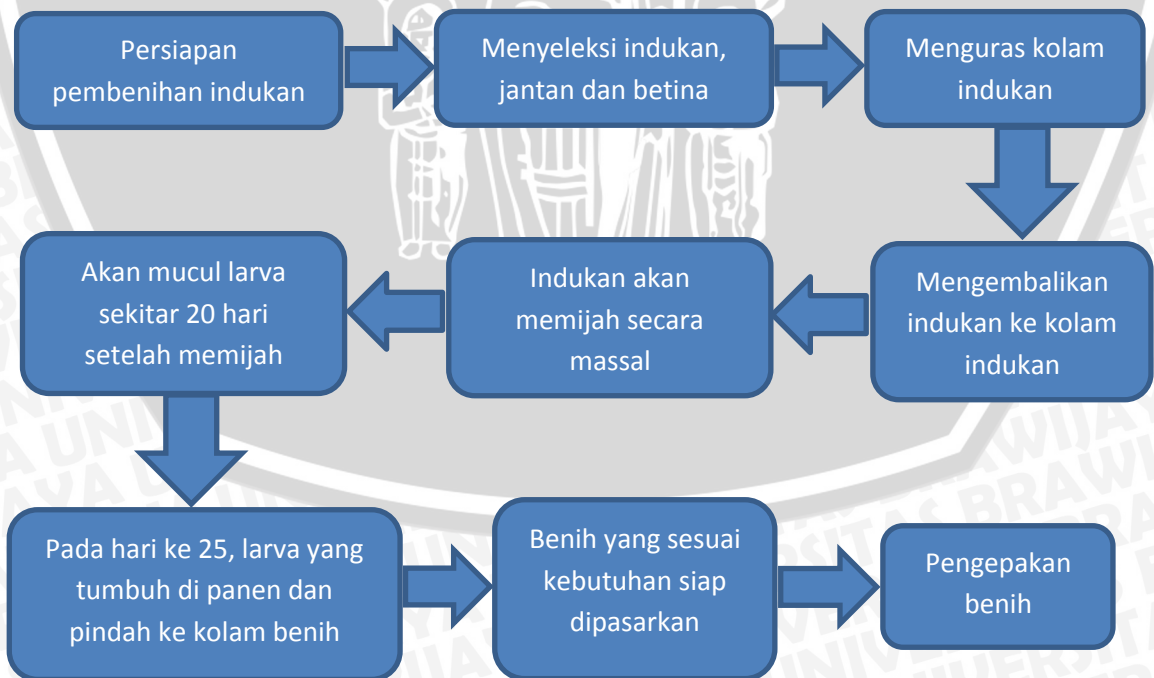 Persiapan
pembenihan indukan
Menyeleksi indukan,
jantan dan betina
Menguras kolam
indukan
Mengembalikan
indukan ke kolam
indukan
Indukan akan
memijah secara
massal
Akan mucul larva
sekitar 20 hari
setelah memijah
Pada hari ke 25, larva yang
tumbuh di panen dan
pindah ke kolam benih
Benih yang sesuai
kebutuhan siap
dipasarkan
Pengepakan
benih